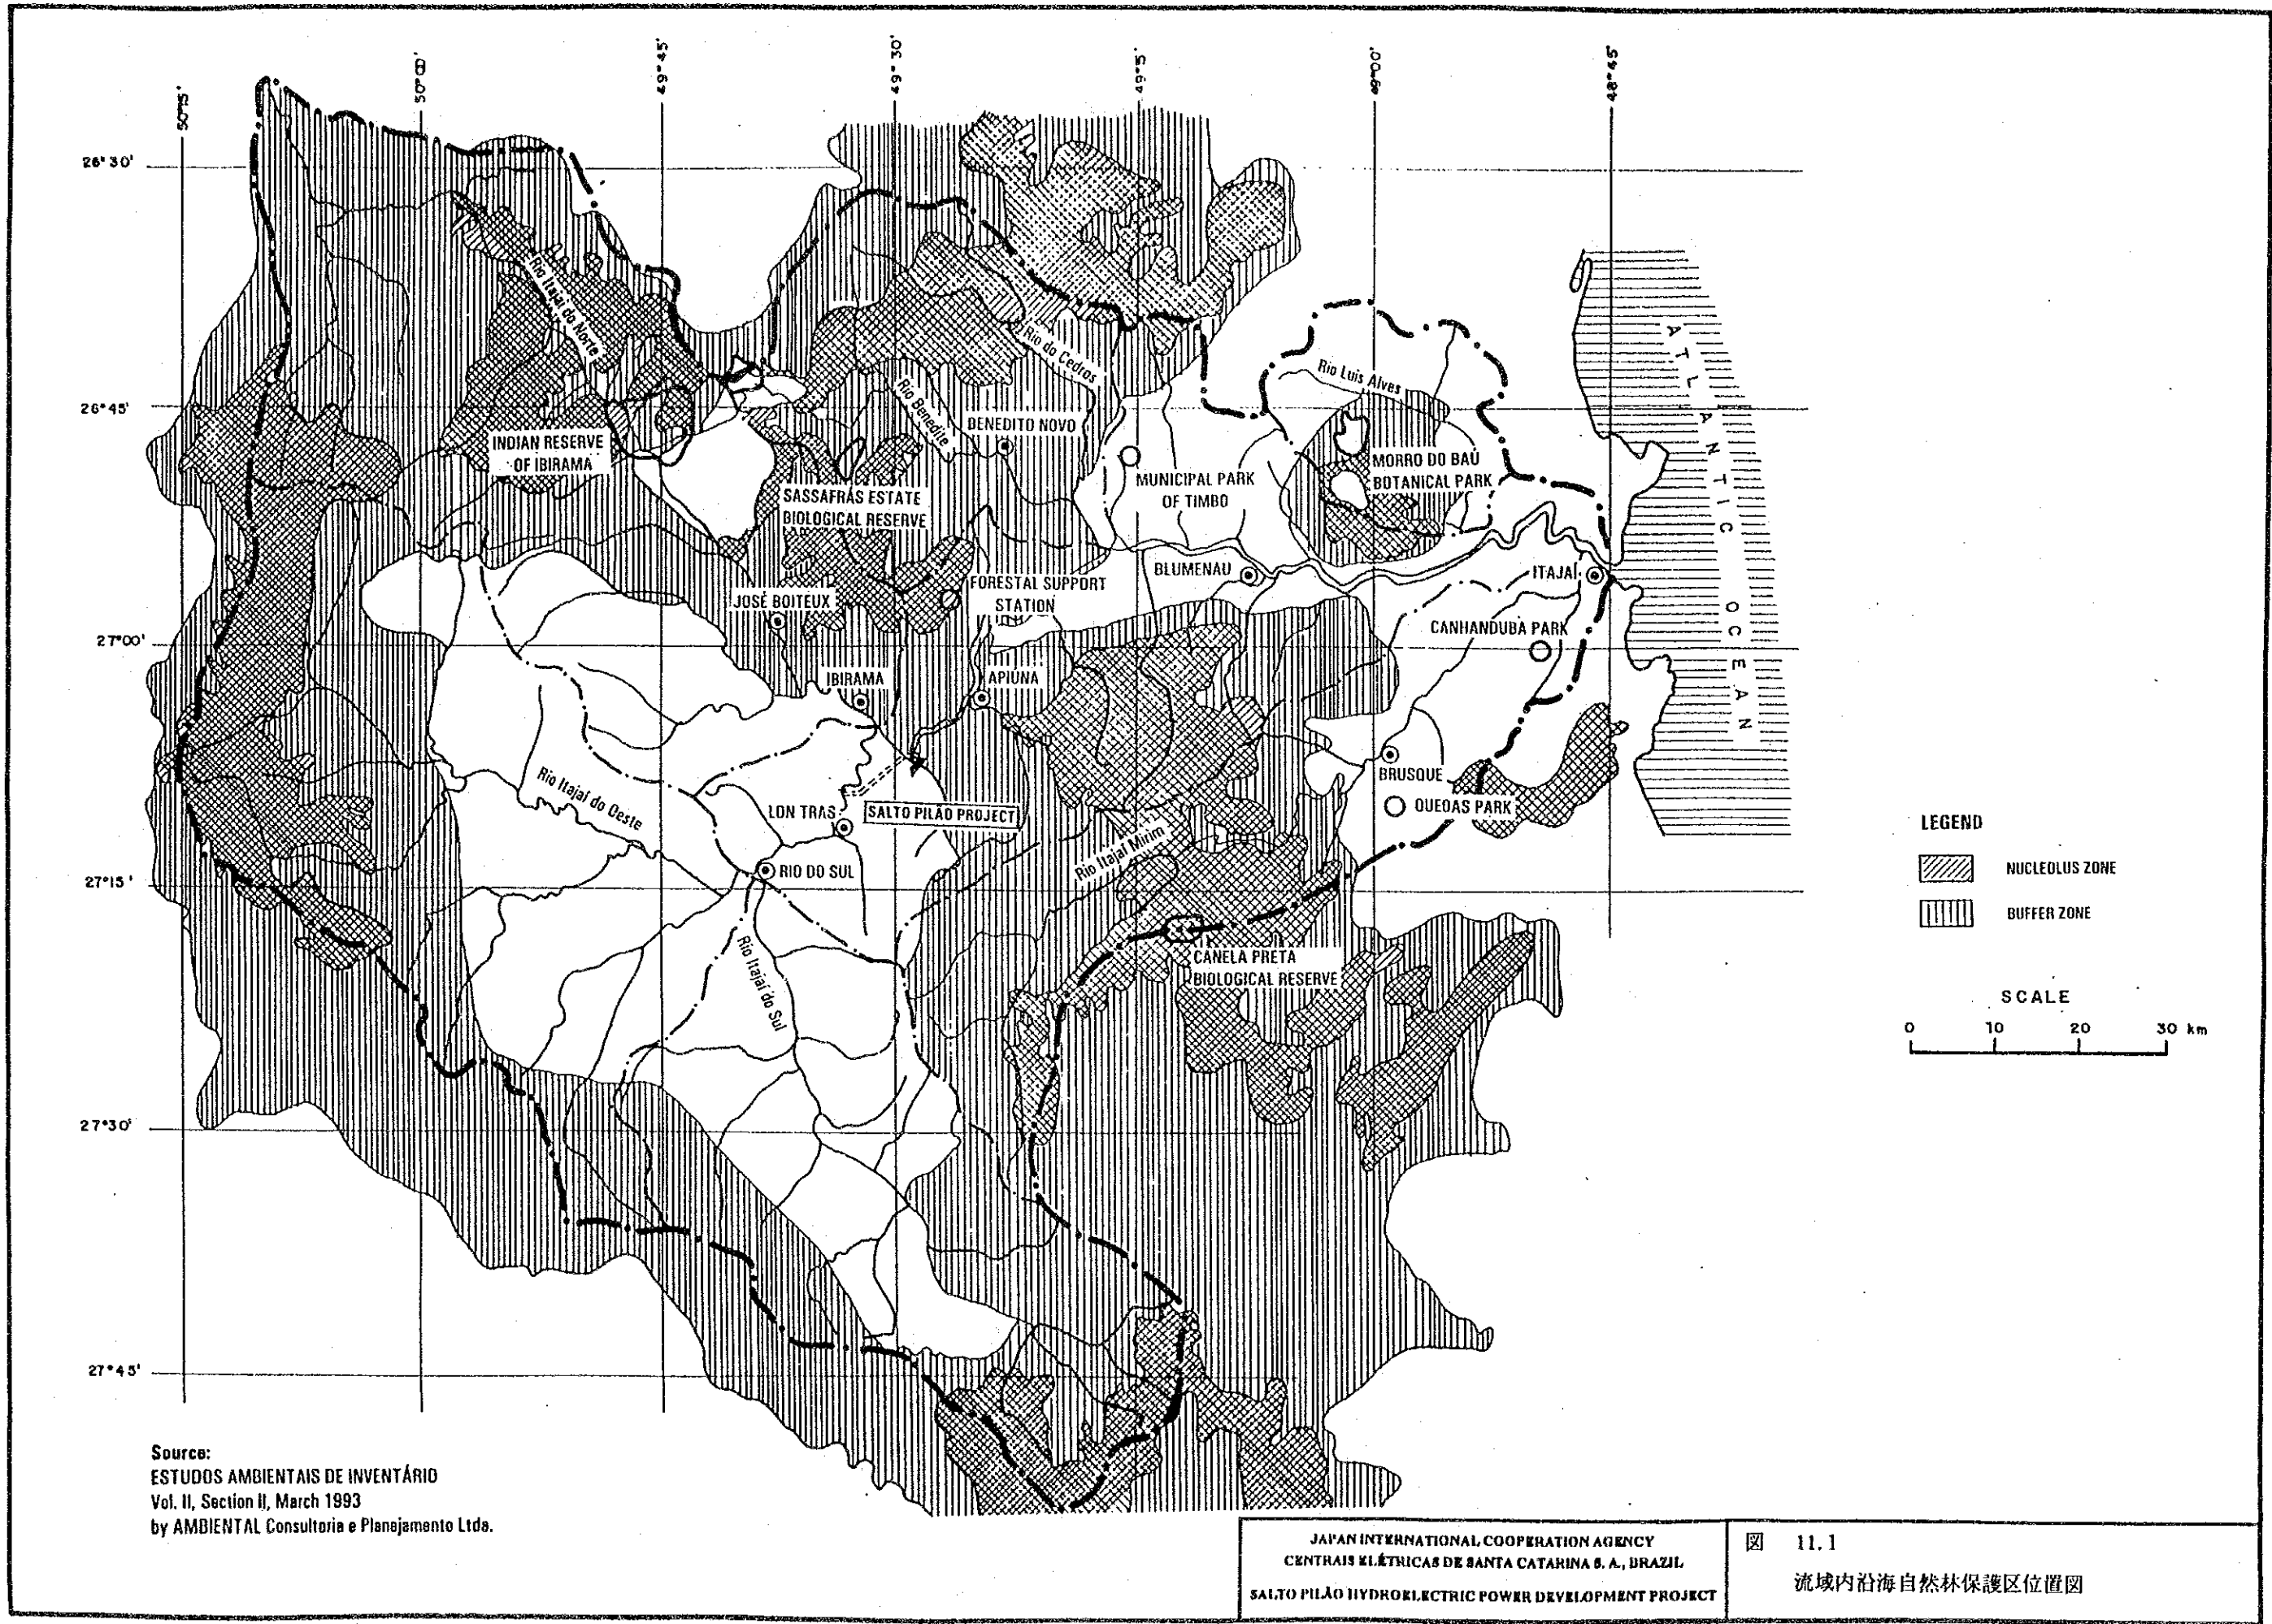 50°15'
50°00'
49°45'
49°30'
49°15'
49°00'
48°45'
26°30'
26°45'
27°00'
27°15'
27°30'
27°45'
Rio Itajaí do Norte
Rio do Cedros
Rio Benedite
Rio Luis Alves
BENEDITO NOVO
INDIAN RESERVE
OF IBIRAMA
MUNICIPAL PARK
OF TIMBO
MORRO DO BAÚ
BOTANICAL PARK
SASSAFRÁS ESTATE
BIOLOGICAL RESERVE
ATLANTIC OCEAN
BLUMENAU
ITAJAÍ
FORESTAL SUPPORT
STATION
JOSÉ BOITEUX
CANHANDUBA PARK
IBIRAMA
APIUNA
Rio Itajaí do Oeste
BRUSQUE
LON TRAS
SALTO PILÃO PROJECT
QUEOAS PARK
Rio Itajaí Mirim
RIO DO SUL
Rio Itajaí do Sul
CANELA PRETA
BIOLOGICAL RESERVE
LEGEND
NUCLEOLUS ZONE
BUFFER ZONE
SCALE
0 10 20 30 km
Source:
ESTUDOS AMBIENTAIS DE INVENTÁRIO
Vol. II, Section II, March 1993
by AMBIENTAL Consultoria e Planejamento Ltda.
JAPAN INTERNATIONAL COOPERATION AGENCY
CENTRAIS ELÉTRICAS DE SANTA CATARINA S. A., BRAZIL
SALTO PILÃO HYDROELECTRIC POWER DEVELOPMENT PROJECT
図 11.1
流域内沿海自然林保護区位置図